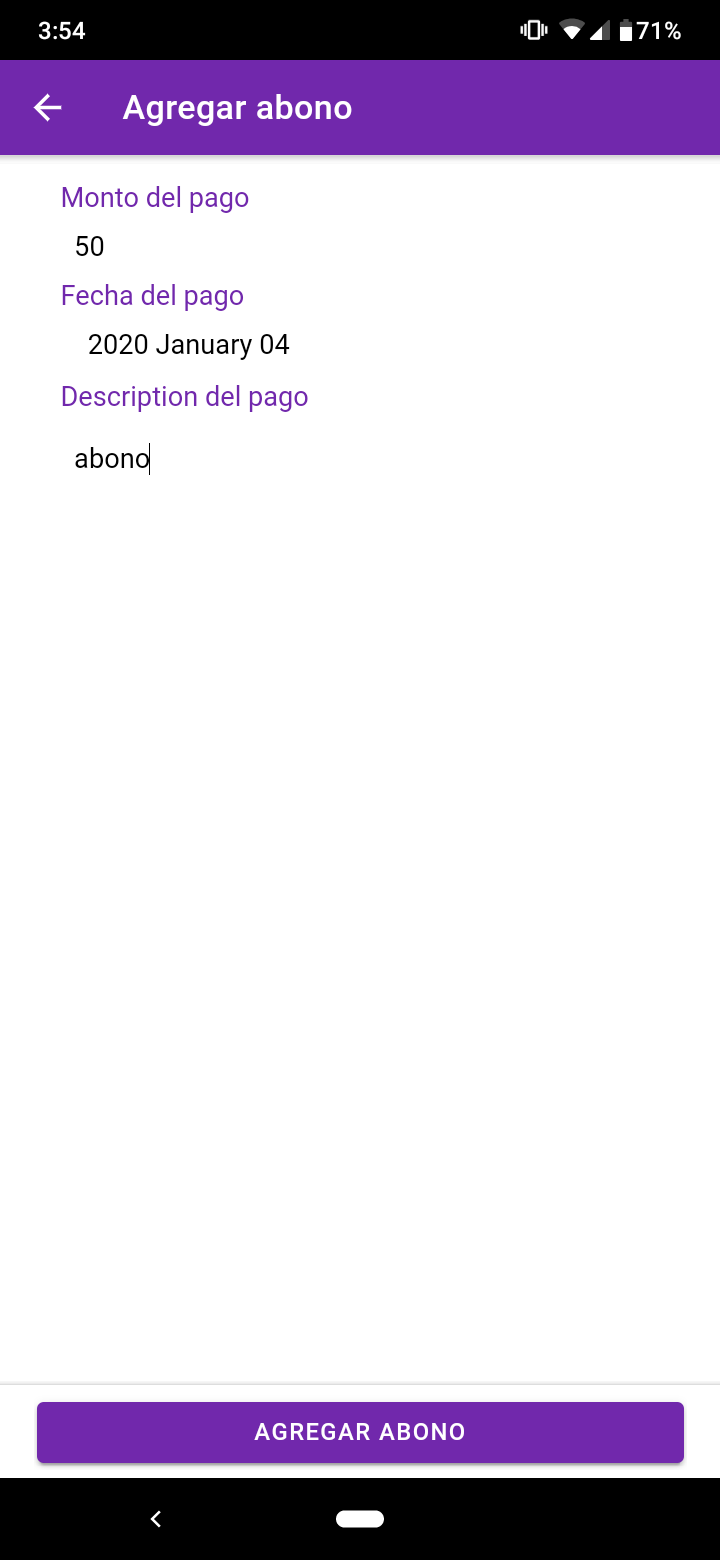 3:54 71%
Agregar abono
Monto del pago
50
Fecha del pago
2020 January 04
Description del pago
abono
AGREGAR ABONO